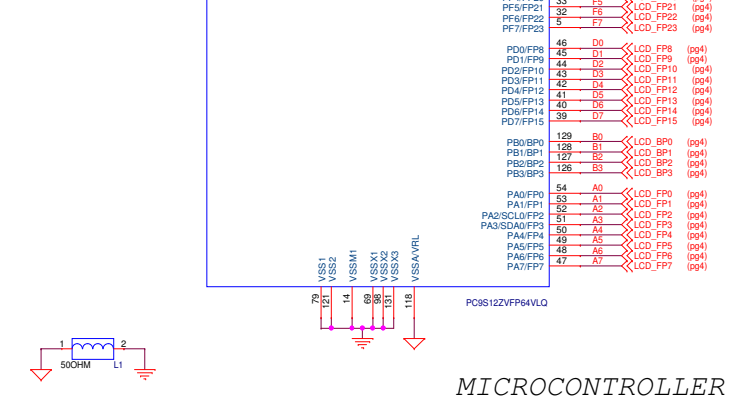 PF5/FP21 33 F5 LCD_FP21 (pg4)
PF6/FP22 32 F6 LCD_FP22 (pg4)
PF7/FP23 5 F7 LCD_FP23 (pg4)
PD0/FP8 46 D0 LCD_FP8 (pg4)
PD1/FP9 45 D1 LCD_FP9 (pg4)
PD2/FP10 44 D2 LCD_FP10 (pg4)
PD3/FP11 43 D3 LCD_FP11 (pg4)
PD4/FP12 42 D4 LCD_FP12 (pg4)
PD5/FP13 41 D5 LCD_FP13 (pg4)
PD6/FP14 40 D6 LCD_FP14 (pg4)
PD7/FP15 39 D7 LCD_FP15 (pg4)
PB0/BP0 129 B0 LCD_BP0 (pg4)
PB1/BP1 128 B1 LCD_BP1 (pg4)
PB2/BP2 127 B2 LCD_BP2 (pg4)
PB3/BP3 126 B3 LCD_BP3 (pg4)
PA0/FP0 54 A0 LCD_FP0 (pg4)
PA1/FP1 53 A1 LCD_FP1 (pg4)
PA2/SCL0/FP2 52 A2 LCD_FP2 (pg4)
PA3/SDA0/FP3 51 A3 LCD_FP3 (pg4)
PA4/FP4 50 A4 LCD_FP4 (pg4)
PA5/FP5 49 A5 LCD_FP5 (pg4)
PA6/FP6 48 A6 LCD_FP6 (pg4)
PA7/FP7 47 A7 LCD_FP7 (pg4)
VSS1 VSS2 VSSM1 VSSX1 VSSX2 VSSX3 VSSA/VRL
79 121 14 69 98 131 118
PC9S12ZVFP64VLQ
1 2
50OHM L1
MICROCONTROLLER